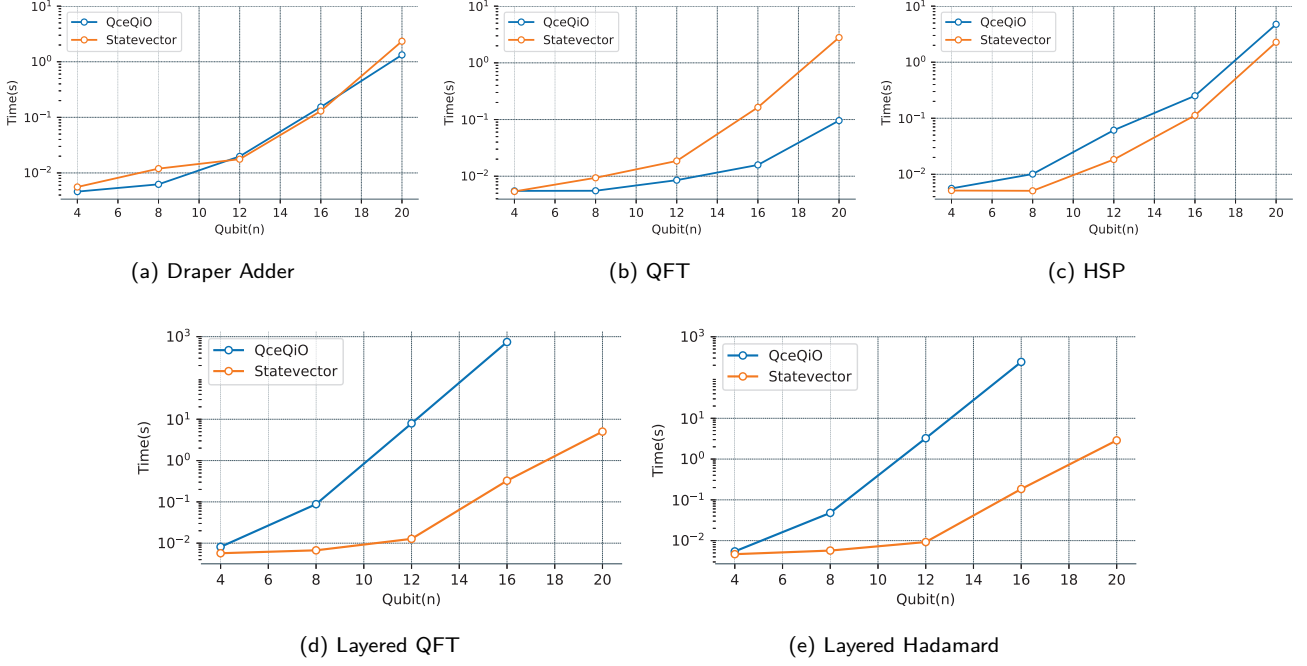 QceQiO
Statevector
10^1
10^0
10^-1
10^-2
Time(s)
4 6 8 10 12 14 16 18 20
Qubit(n)
(a) Draper Adder
QceQiO
Statevector
10^1
10^0
10^-1
10^-2
Time(s)
4 6 8 10 12 14 16 18 20
Qubit(n)
(b) QFT
QceQiO
Statevector
10^1
10^0
10^-1
10^-2
Time(s)
4 6 8 10 12 14 16 18 20
Qubit(n)
(c) HSP
QceQiO
Statevector
10^3
10^1
10^0
10^-1
10^-2
Time(s)
4 6 8 10 12 14 16 18 20
Qubit(n)
(d) Layered QFT
QceQiO
Statevector
10^3
10^1
10^0
10^-1
10^-2
Time(s)
4 6 8 10 12 14 16 18 20
Qubit(n)
(e) Layered Hadamard